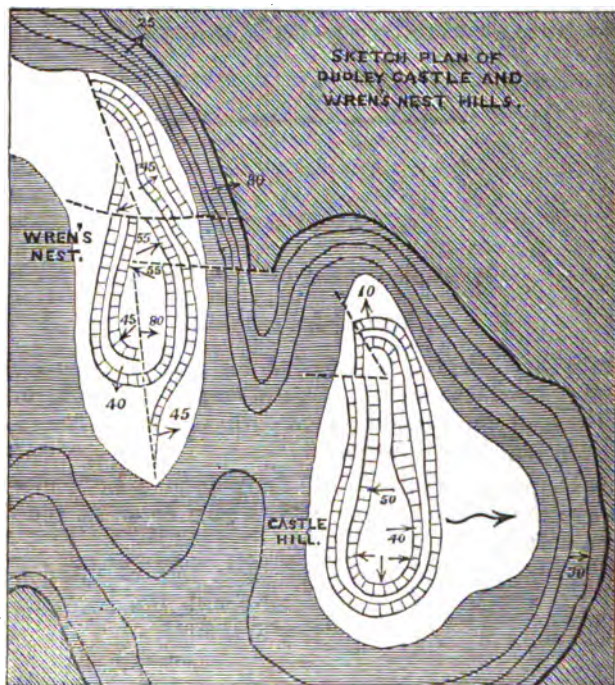 25
SKETCH PLAN OF
DUDLEY CASTLE AND
WREN'S NEST HILLS.
45
30
WREN'S
NEST.
55
55
45
80
40
45
10
50
CASTLE
HILL.
40
30